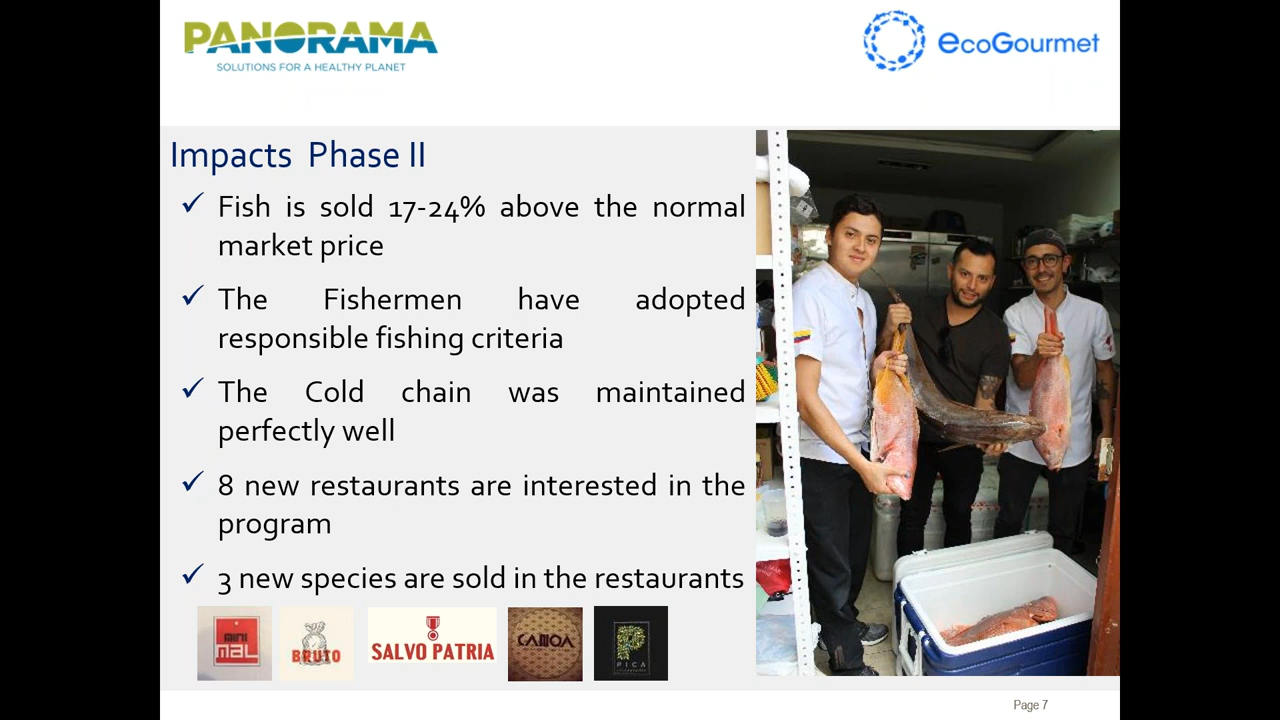 PANORAMA
SOLUTIONS FOR A HEALTHY PLANET
ecoGourmet
Impacts Phase II
Fish is sold 17-24% above the normal
market price
The Fishermen have adopted
responsible fishing criteria
The Cold chain was maintained
perfectly well
8 new restaurants are interested in the
program
3 new species are sold in the restaurants
MINI
MAL
BRUTO
SALVO PATRIA
CAMOA
PICA
Page 7